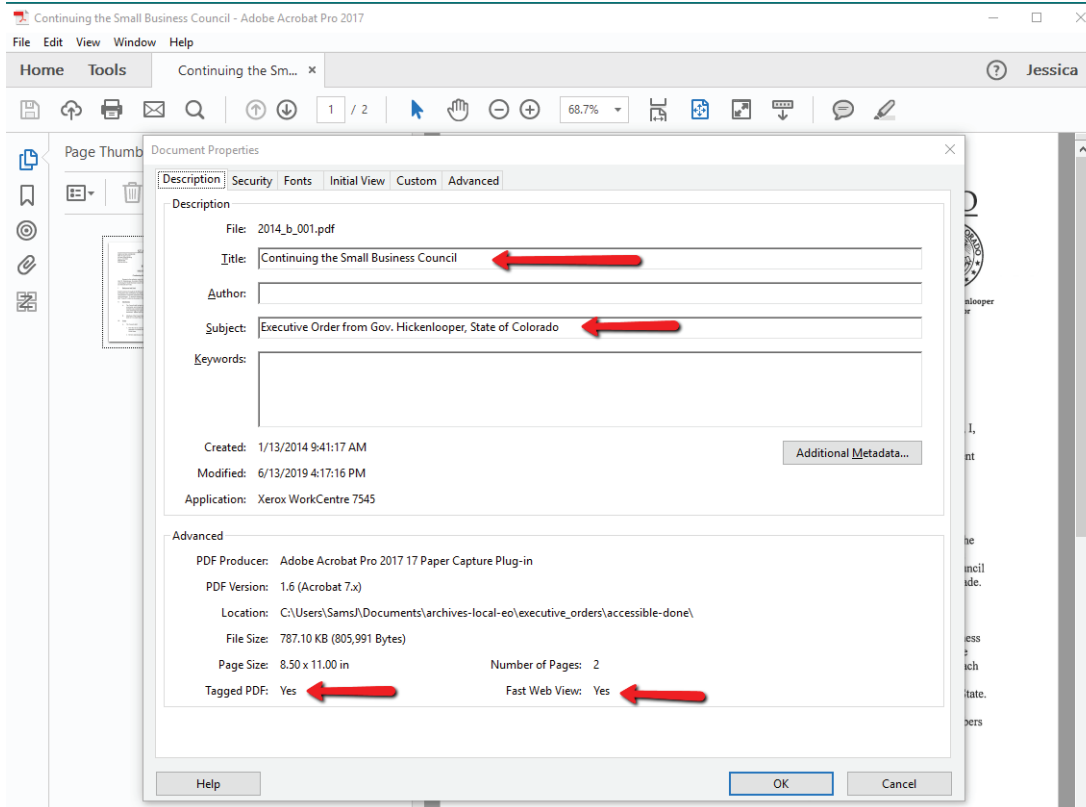 Continuing the Small Business Council - Adobe Acrobat Pro 2017
File Edit View Window Help
Home Tools Continuing the Sm... × Jessica
1 / 2 68.7%
Page Thumb
Document Properties
Description Security Fonts Initial View Custom Advanced
Description
File: 2014_b_001.pdf
Title: Continuing the Small Business Council
Author:
Subject: Executive Order from Gov. Hickenlooper, State of Colorado
Keywords:
Created: 1/13/2014 9:41:17 AM
Modified: 6/13/2019 4:17:16 PM
Application: Xerox WorkCentre 7545
Additional Metadata...
Advanced
PDF Producer: Adobe Acrobat Pro 2017 17 Paper Capture Plug-in
PDF Version: 1.6 (Acrobat 7.x)
Location: C:\Users\SamsJ\Documents\archives-local-eo\executive_orders\accessible-done\
File Size: 787.10 KB (805,991 Bytes)
Page Size: 8.50 x 11.00 in Number of Pages: 2
Tagged PDF: Yes Fast Web View: Yes
Help OK Cancel